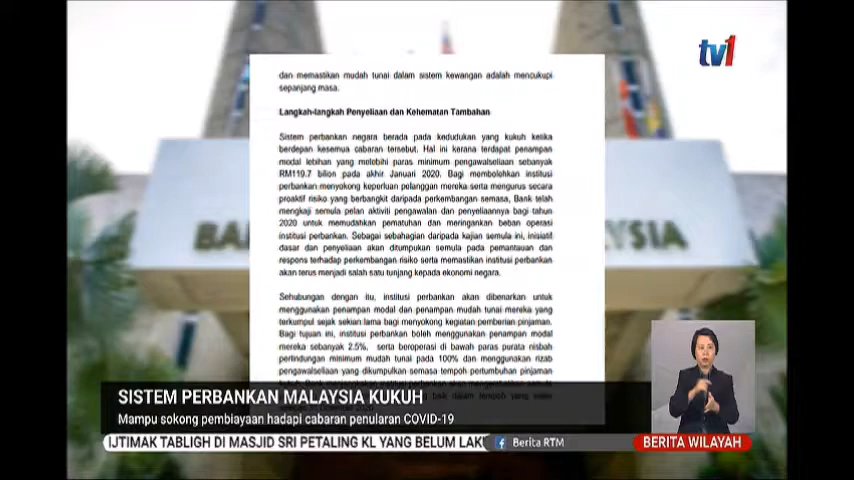 tv1
dan memastikan mudah tunai dalam sistem kewangan adalah mencukupi
sepanjang masa.
Langkah-langkah Penyeliaan dan Kehematan Tambahan
Sistem perbankan negara berada pada kedudukan yang kukuh ketika
berdepan kesemua cabaran tersebut. Hal ini kerana terdapat penampan
modal lebihan yang melebihi paras minimum pengawalseliaan sebanyak
RM119.7 bilion pada akhir Januari 2020. Bagi membolehkan institusi
perbankan menyokong keperluan pelanggan mereka serta mengurus secara
proaktif risiko yang berbangkit daripada perkembangan semasa, Bank telah
mengkaji semula pelan aktiviti pengawalan dan penyeliaannya bagi tahun
2020 untuk memudahkan pematuhan dan meringankan beban operasi
institusi perbankan. Sebagai sebahagian daripada kajian semula ini, inisiatif
dasar dan penyeliaan akan ditumpukan semula pada pemantauan dan
respons terhadap perkembangan risiko serta memastikan institusi perbankan
akan terus menjadi salah satu tunjang kepada ekonomi negara.
Sehubungan dengan itu, institusi perbankan akan dibenarkan untuk
menggunakan penampan modal dan penampan mudah tunai mereka yang
terkumpul sejak sekian lama bagi menyokong kegiatan pemberian pinjaman.
Bagi tujuan ini, institusi perbankan boleh menggunakan penampan modal
mereka sebanyak 2.5%, serta beroperasi di bawah paras purata nisbah
perlindungan minimum mudah tunai pada 100% dan menggunakan rizab
pengawalseliaan yang dikumpulkan semasa tempoh pertumbuhan pinjaman
SISTEM PERBANKAN MALAYSIA KUKUH
Mampu sokong pembiayaan hadapi cabaran penularan COVID-19
IJTIMAK TABLIGH DI MASJID SRI PETALING KL YANG BELUM LAK
Berita RTM
BERITA WILAYAH